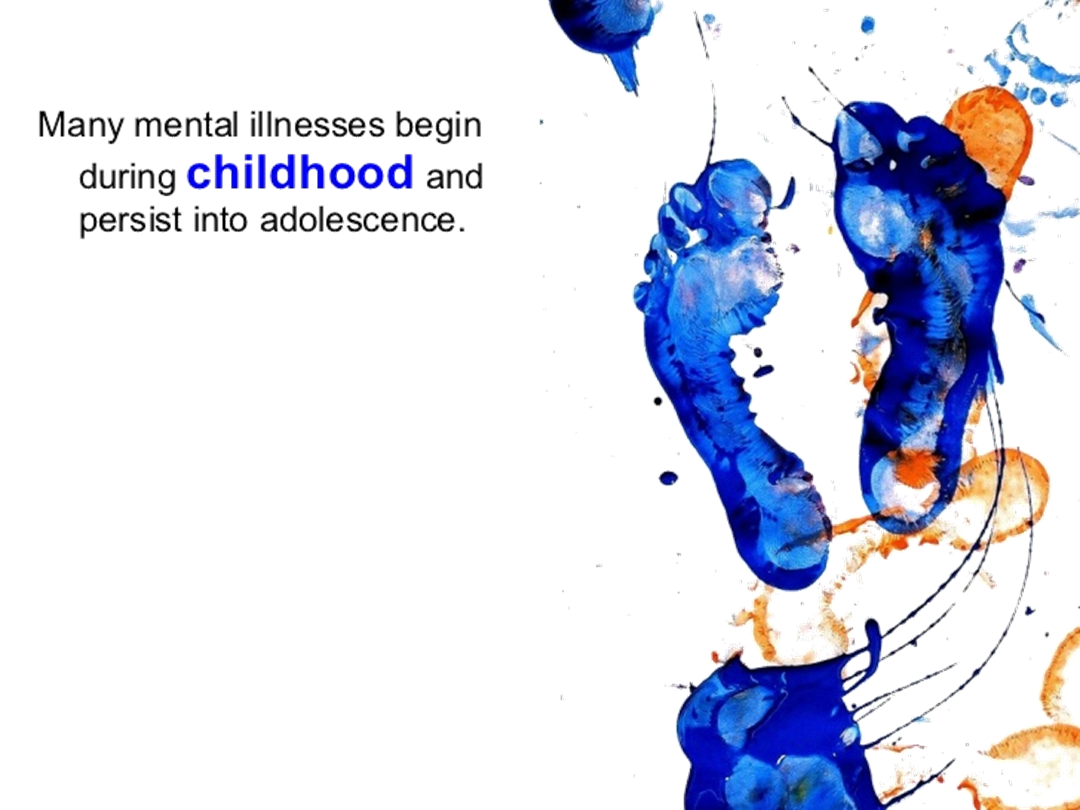 Many mental illnesses begin
during childhood and
persist into adolescence.